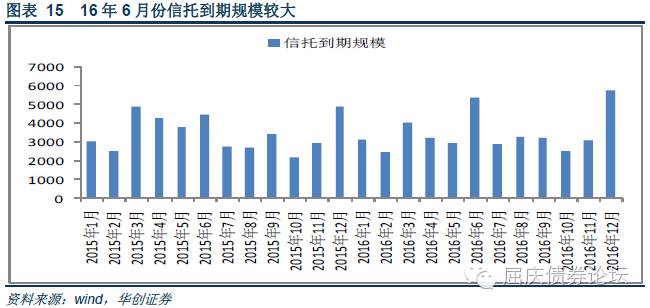 图表 15 16 年 6 月份信托到期规模较大
信托到期规模
7000
6000
5000
4000
3000
2000
1000
0
2015年1月
2015年2月
2015年3月
2015年4月
2015年5月
2015年6月
2015年7月
2015年8月
2015年9月
2015年10月
2015年11月
2015年12月
2016年1月
2016年2月
2016年3月
2016年4月
2016年5月
2016年6月
2016年7月
2016年8月
2016年9月
2016年10月
2016年11月
2016年12月
屈庆债券论坛
资料来源：wind，华创证券